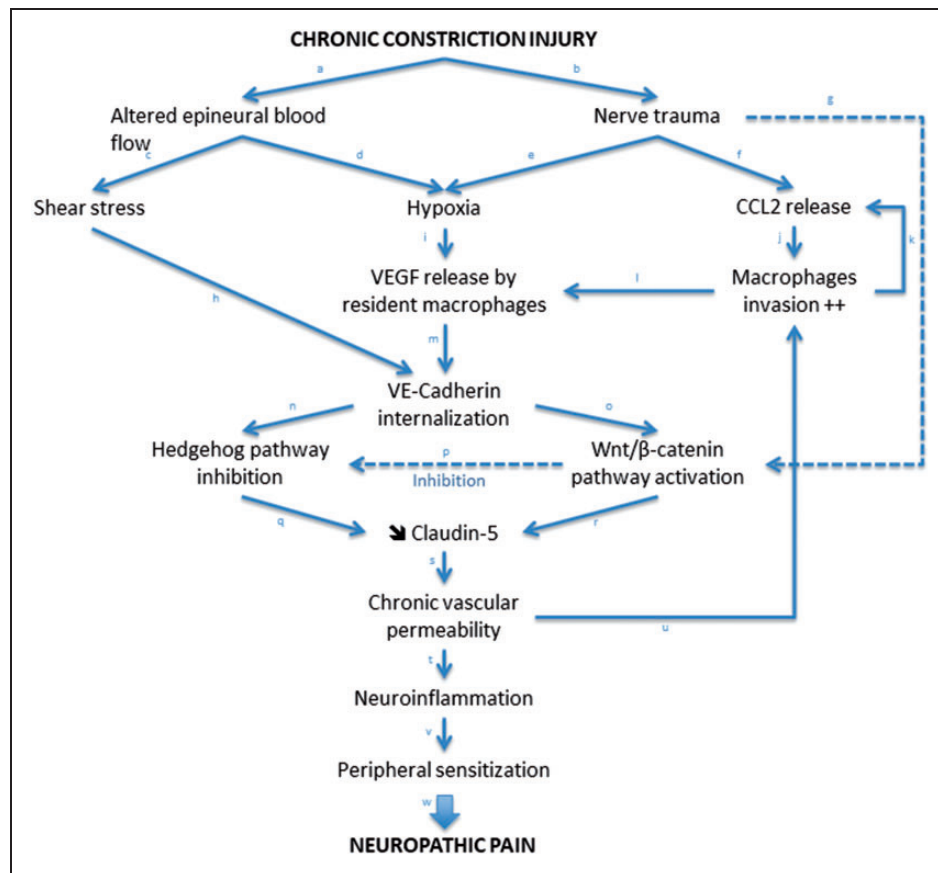 CHRONIC CONSTRICTION INJURY
a
b
g
Altered epineural blood
flow
Nerve trauma
c
d
e
f
Shear stress
Hypoxia
CCL2 release
i
j
k
VEGF release by
resident macrophages
l
Macrophages
invasion ++
h
m
VE-Cadherin
internalization
n
o
Hedgehog pathway
inhibition
p
Inhibition
Wnt/β-catenin
pathway activation
q
r
Claudin-5
s
Chronic vascular
permeability
u
t
Neuroinflammation
v
Peripheral sensitization
w
NEUROPATHIC PAIN